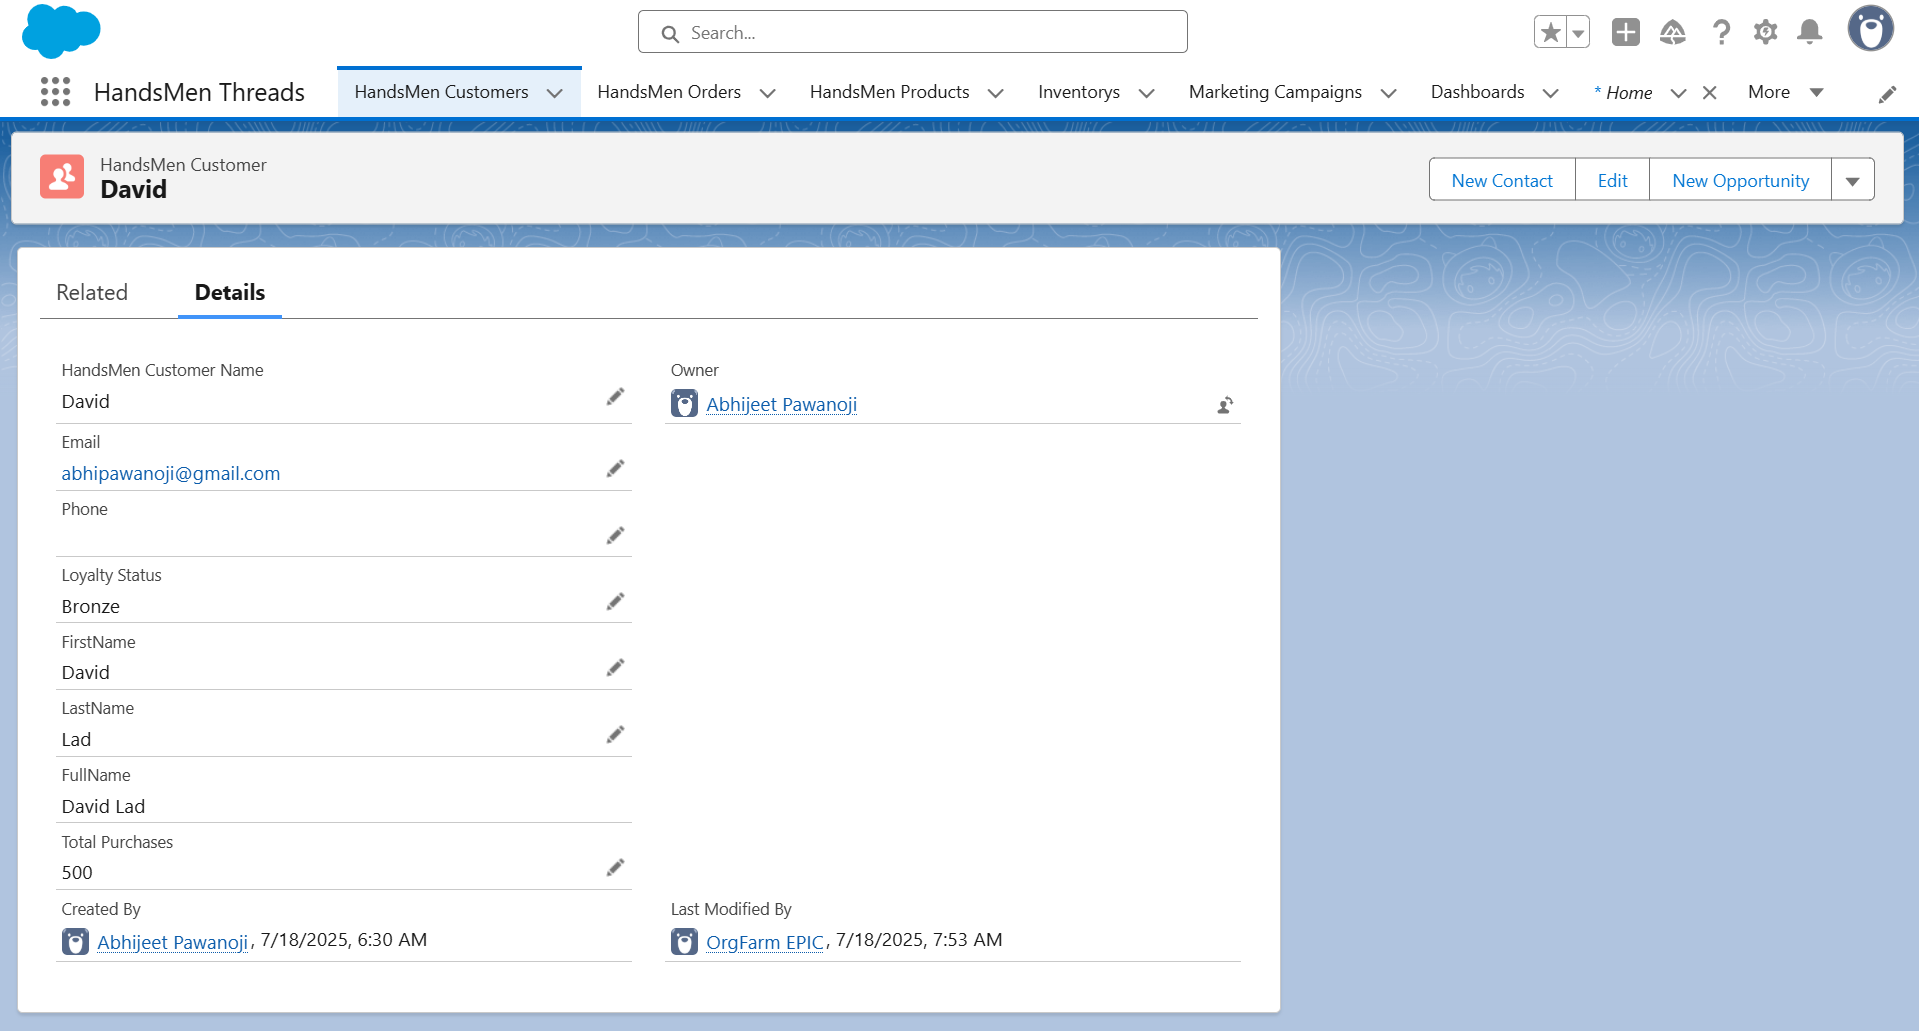 Search...
HandsMen Threads
HandsMen Customers
HandsMen Orders
HandsMen Products
Inventorys
Marketing Campaigns
Dashboards
* Home
More
HandsMen Customer
David
New Contact
Edit
New Opportunity
Related
Details
HandsMen Customer Name
David
Owner
Abhijeet Pawanoji
Email
abhipawanoji@gmail.com
Phone
Loyalty Status
Bronze
FirstName
David
LastName
Lad
FullName
David Lad
Total Purchases
500
Created By
Abhijeet Pawanoji, 7/18/2025, 6:30 AM
Last Modified By
OrgFarm EPIC, 7/18/2025, 7:53 AM